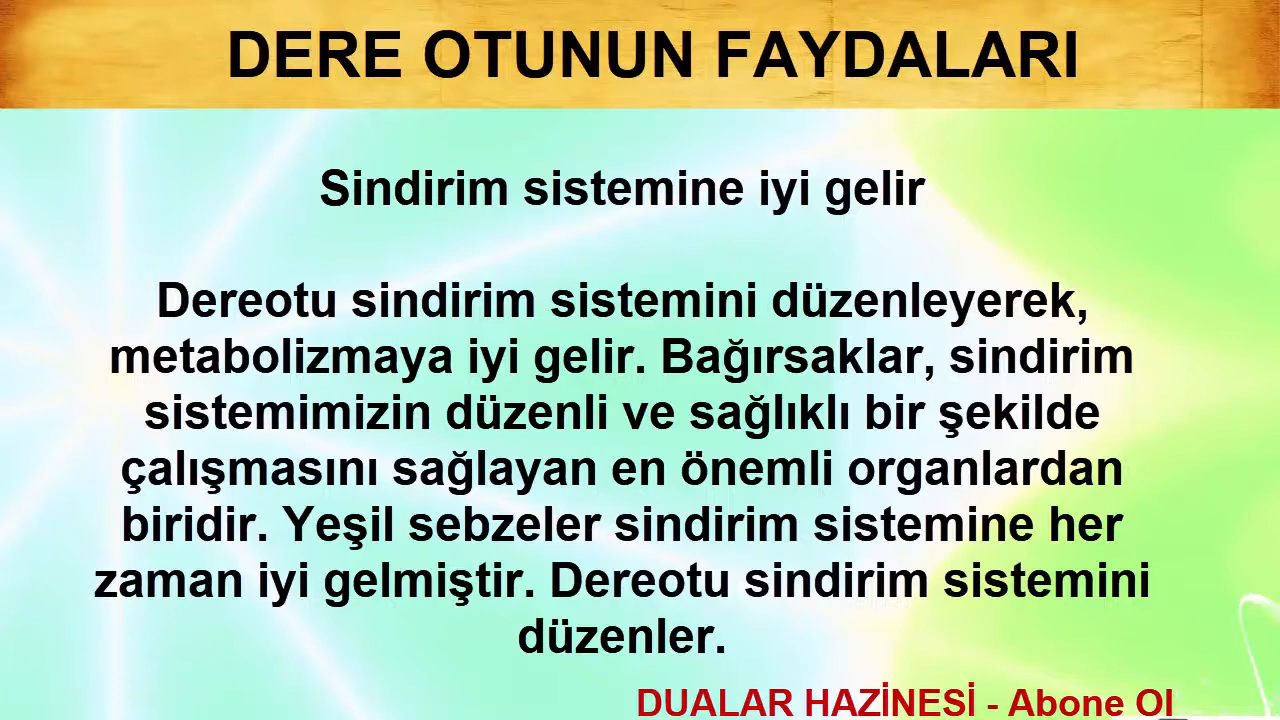 DERE OTUNUN FAYDALARI
Sindirim sistemine iyi gelir
Dereotu sindirim sistemini düzenleyerek,
metabolizmaya iyi gelir. Bağırsaklar, sindirim
sistemimizin düzenli ve sağlıklı bir şekilde
çalışmasını sağlayan en önemli organlardan
biridir. Yeşil sebzeler sindirim sistemine her
zaman iyi gelmiştir. Dereotu sindirim sistemini
düzenler.
DUALAR HAZİNESİ - Abone Ol